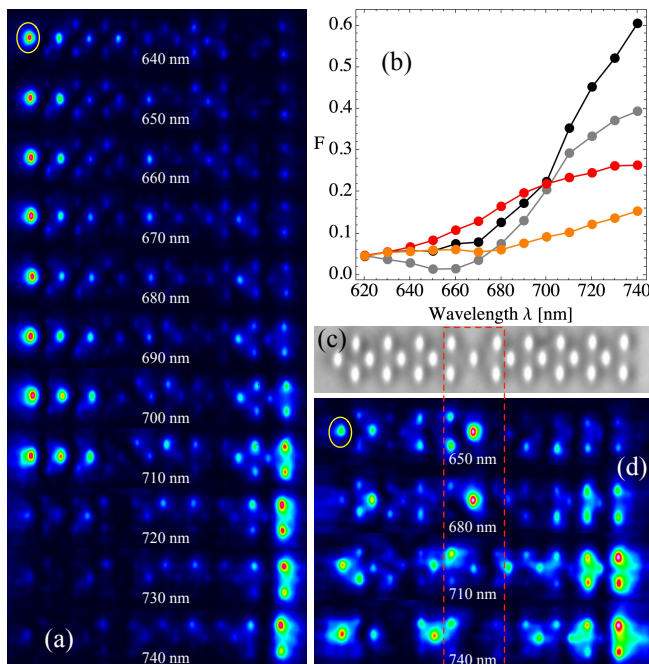 640 nm
650 nm
660 nm
670 nm
680 nm
690 nm
700 nm
710 nm
720 nm
730 nm
740 nm
(a)
(b)
0.6
0.5
0.4
F 0.3
0.2
0.1
0.0
620 640 660 680 700 720 740
Wavelength λ [nm]
(c)
(d)
650 nm
680 nm
710 nm
740 nm